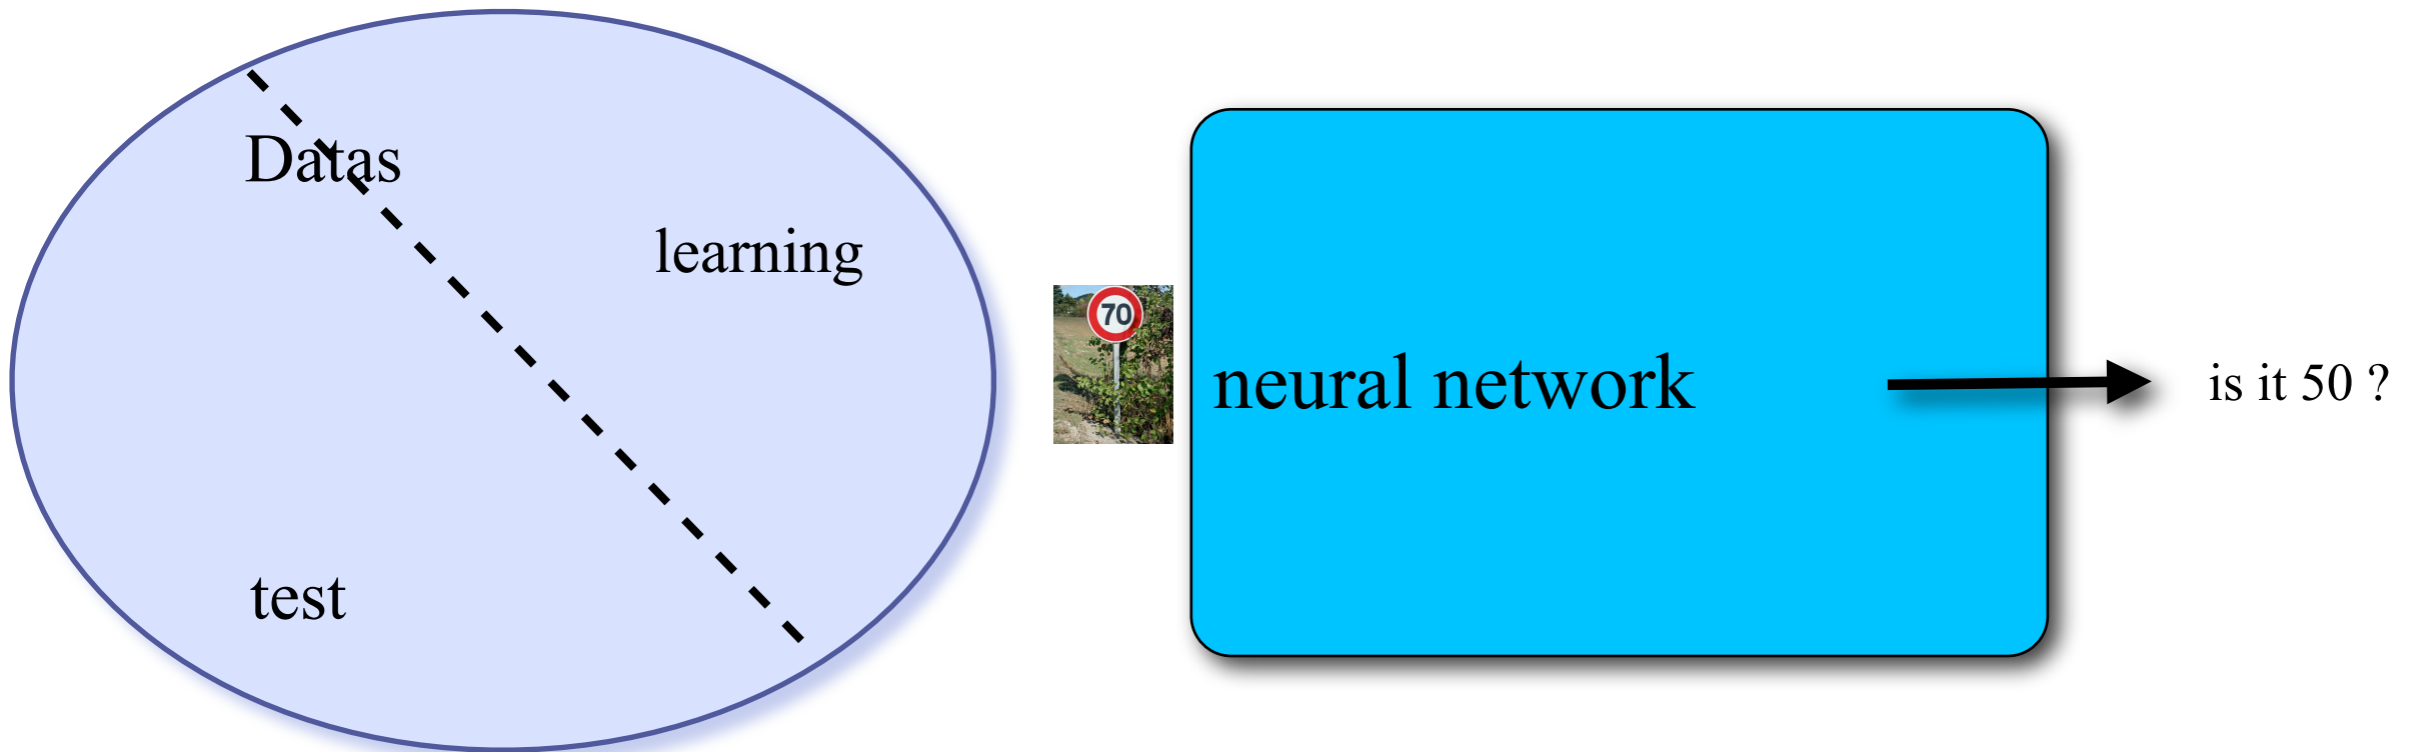 Datas
learning
test
70
neural network
is it 50 ?